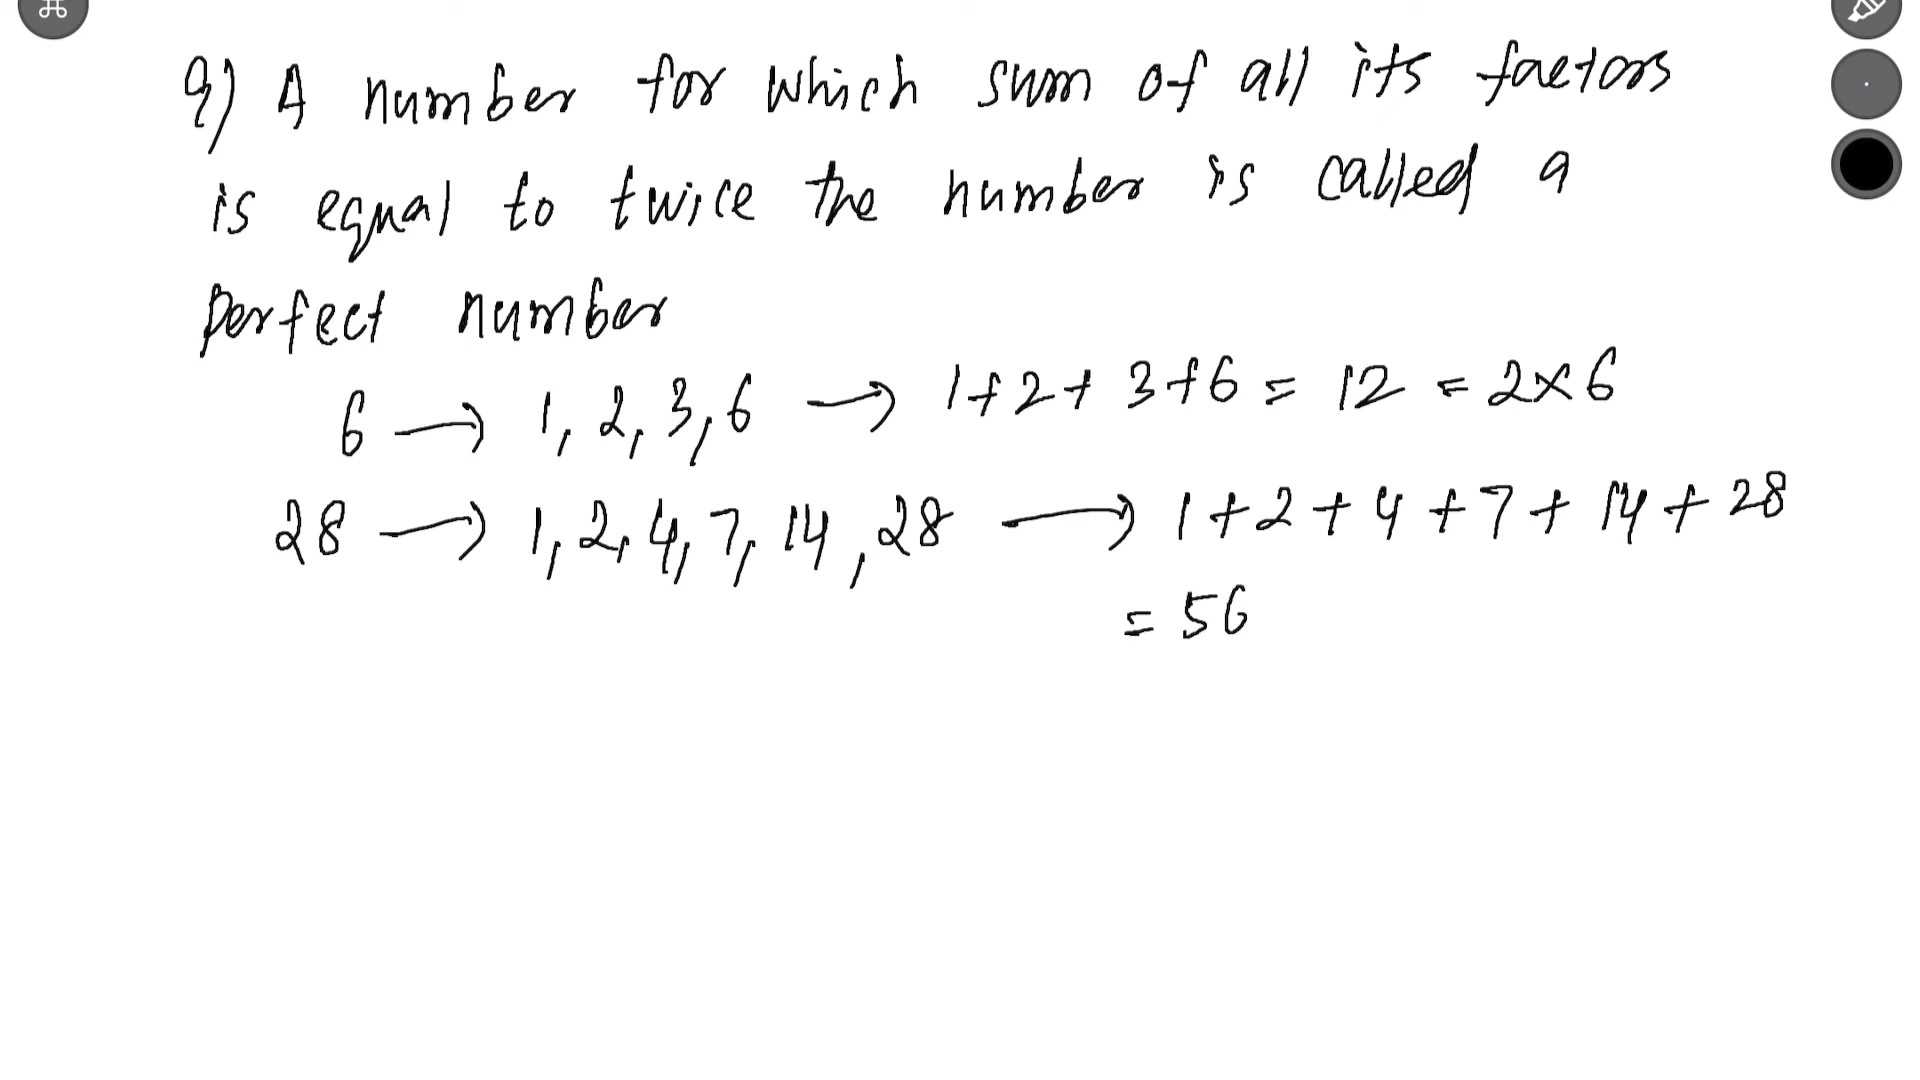 9) A number for which sum of all its factors
is equal to twice the number is called a
perfect number
6 → 1, 2, 3, 6 → 1+2+3+6 = 12 = 2×6
28 → 1, 2, 4, 7, 14, 28 → 1+2+4+7+14+28
= 56